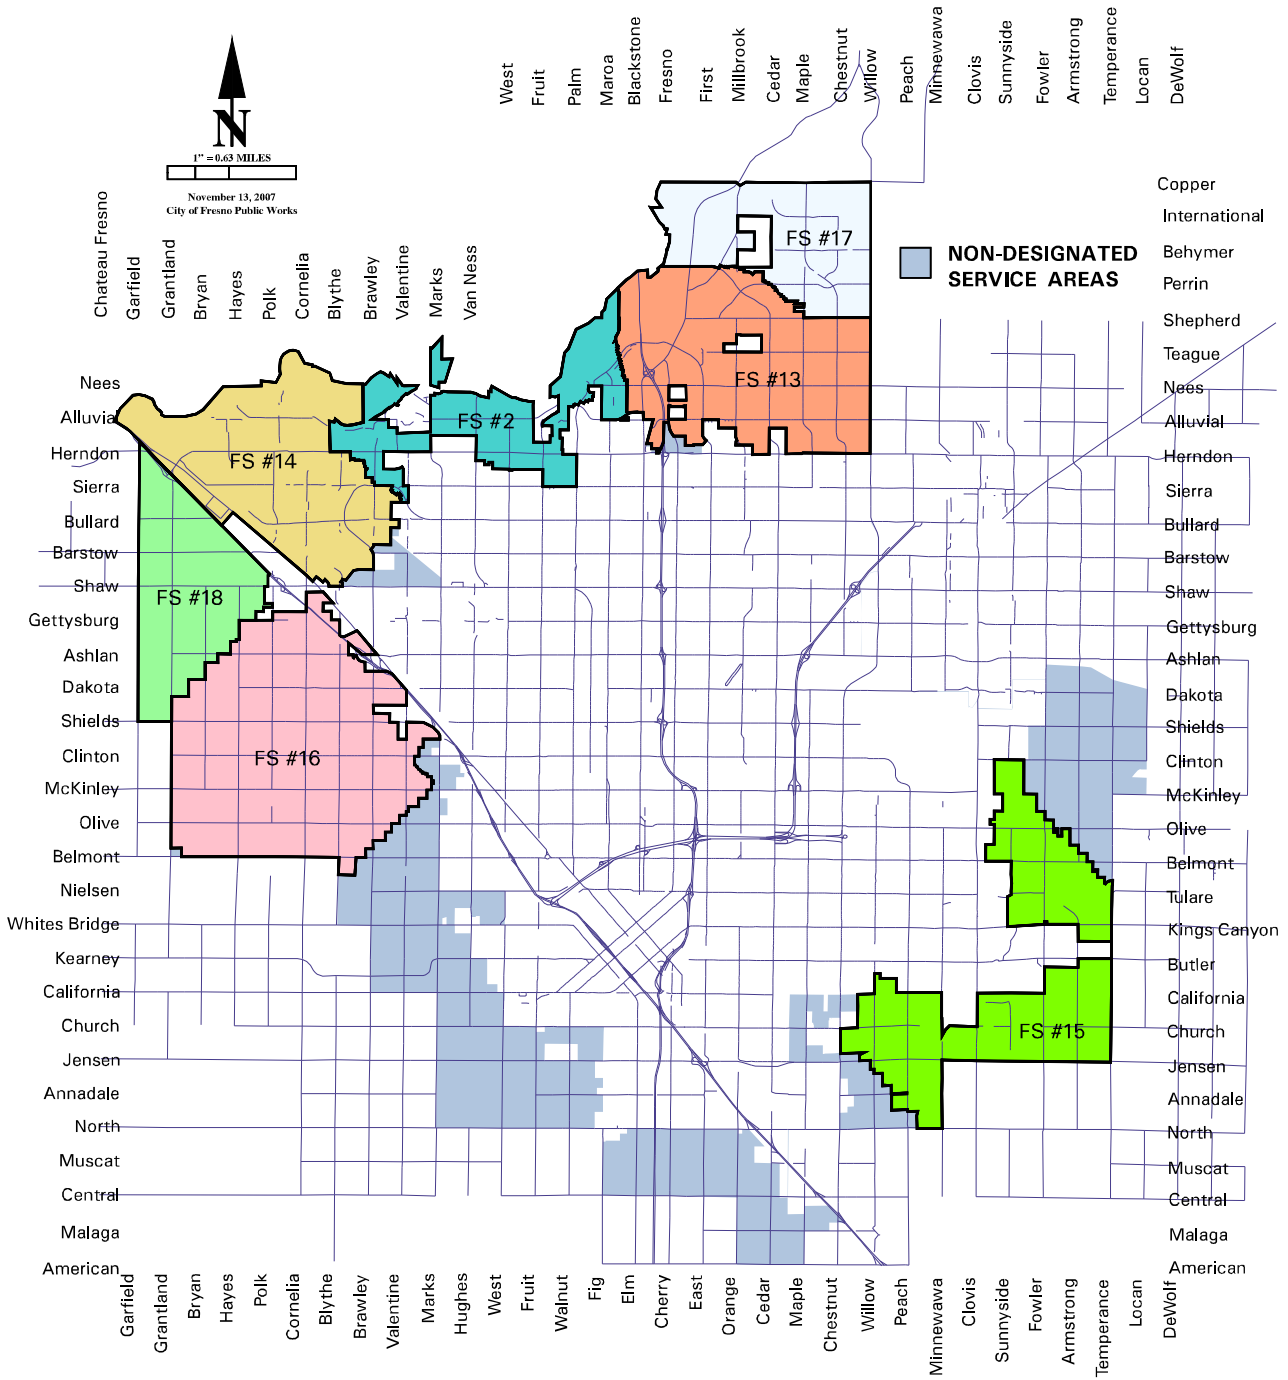 West
Fruit
Palm
Maroa
Blackstone
Fresno
First
Millbrook
Cedar
Maple
Chestnut
Willow
Peach
Minnewawa
Clovis
Sunnyside
Fowler
Armstrong
Temperance
Locan
DeWolf
N
1" = 0.63 MILES
November 13, 2007
City of Fresno Public Works
Chateau Fresno
Garfield
Grantland
Bryan
Hayes
Polk
Cornelia
Blythe
Brawley
Valentine
Marks
Van Ness
NON-DESIGNATED
SERVICE AREAS
Copper
International
Behymer
Perrin
Shepherd
Teague
Nees
Alluvial
Herndon
Sierra
Bullard
Barstow
Shaw
Gettysburg
Ashlan
Dakota
Shields
Clinton
McKinley
Olive
Belmont
Tulare
Kings Canyon
Butler
California
Church
Jensen
Annadale
North
Muscat
Central
Malaga
American
Nees
Alluvia
Herndon
Sierra
Bullard
Barstow
Shaw
Gettysburg
Ashlan
Dakota
Shields
Clinton
McKinley
Olive
Belmont
Nielsen
Whites Bridge
Kearney
California
Church
Jensen
Annadale
North
Muscat
Central
Malaga
American
FS #17
FS #13
FS #2
FS #14
FS #18
FS #16
FS #15
Garfield
Grantland
Bryan
Hayes
Polk
Cornelia
Blythe
Brawley
Valentine
Marks
Hughes
West
Fruit
Walnut
Fig
Elm
Cherry
East
Orange
Cedar
Maple
Chestnut
Willow
Peach
Minnewawa
Clovis
Sunnyside
Fowler
Armstrong
Temperance
Locan
DeWolf